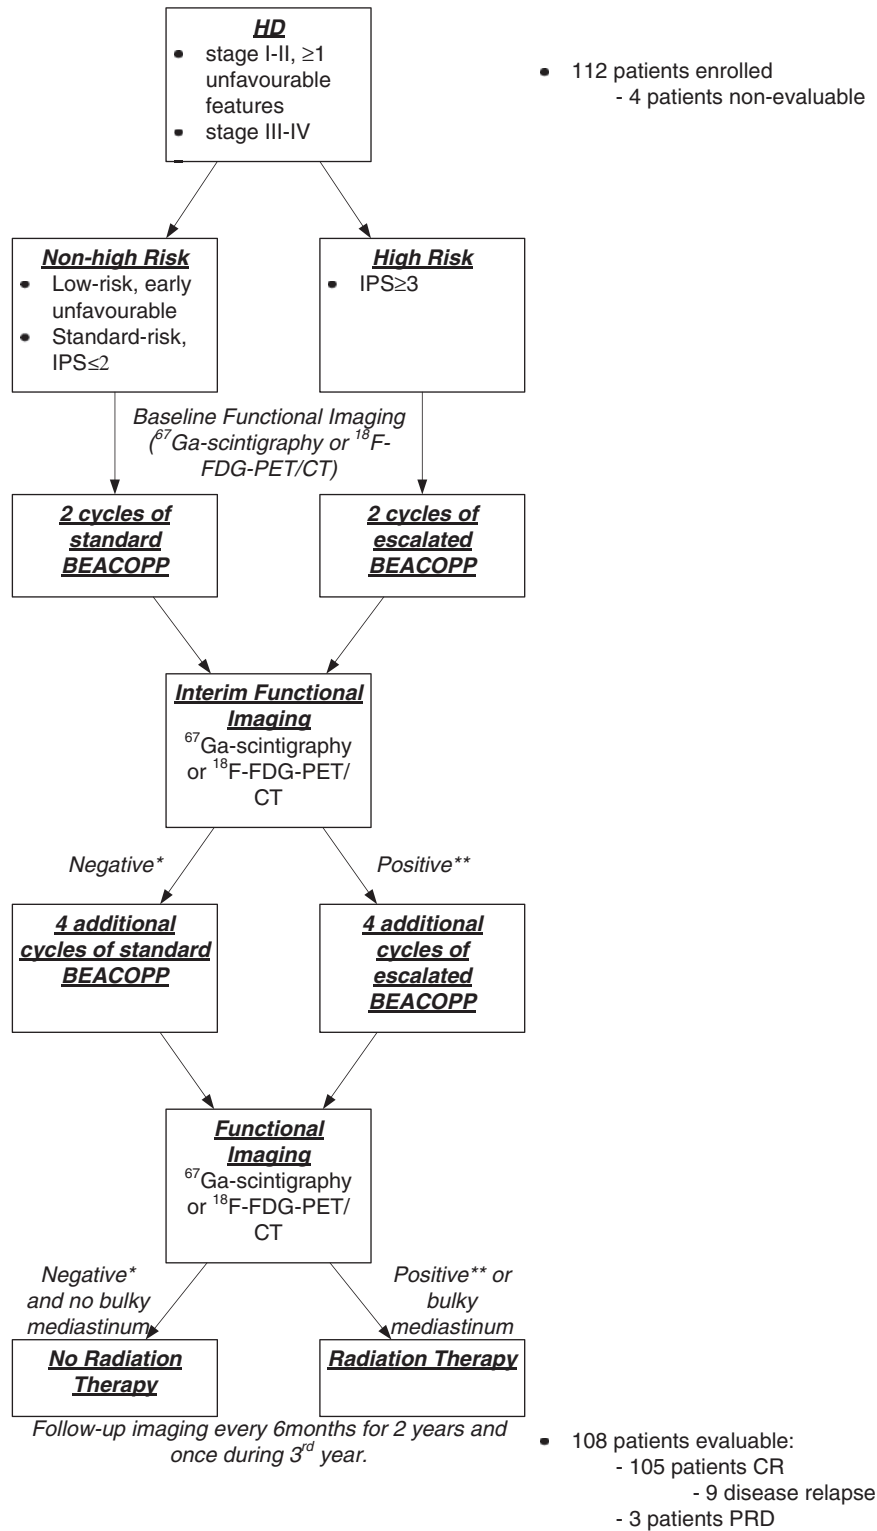 HD
• stage I-II, ≥1
unfavourable
features
• stage III-IV
• 112 patients enrolled
- 4 patients non-evaluable
Non-high Risk
• Low-risk, early
unfavourable
• Standard-risk,
IPS≤2
High Risk
• IPS≥3
Baseline Functional Imaging
(⁶⁷Ga-scintigraphy or ¹⁸F-
FDG-PET/CT)
2 cycles of
standard
BEACOPP
2 cycles of
escalated
BEACOPP
Interim Functional
Imaging
⁶⁷Ga-scintigraphy
or ¹⁸F-FDG-PET/
CT
Negative*
Positive**
4 additional
cycles of standard
BEACOPP
4 additional
cycles of
escalated
BEACOPP
Functional
Imaging
⁶⁷Ga-scintigraphy
or ¹⁸F-FDG-PET/
CT
Negative*
and no bulky
mediastinum
Positive** or
bulky
mediastinum
No Radiation
Therapy
Radiation Therapy
Follow-up imaging every 6months for 2 years and
once during 3ʳᵈ year.
• 108 patients evaluable:
- 105 patients CR
- 9 disease relapse
- 3 patients PRD